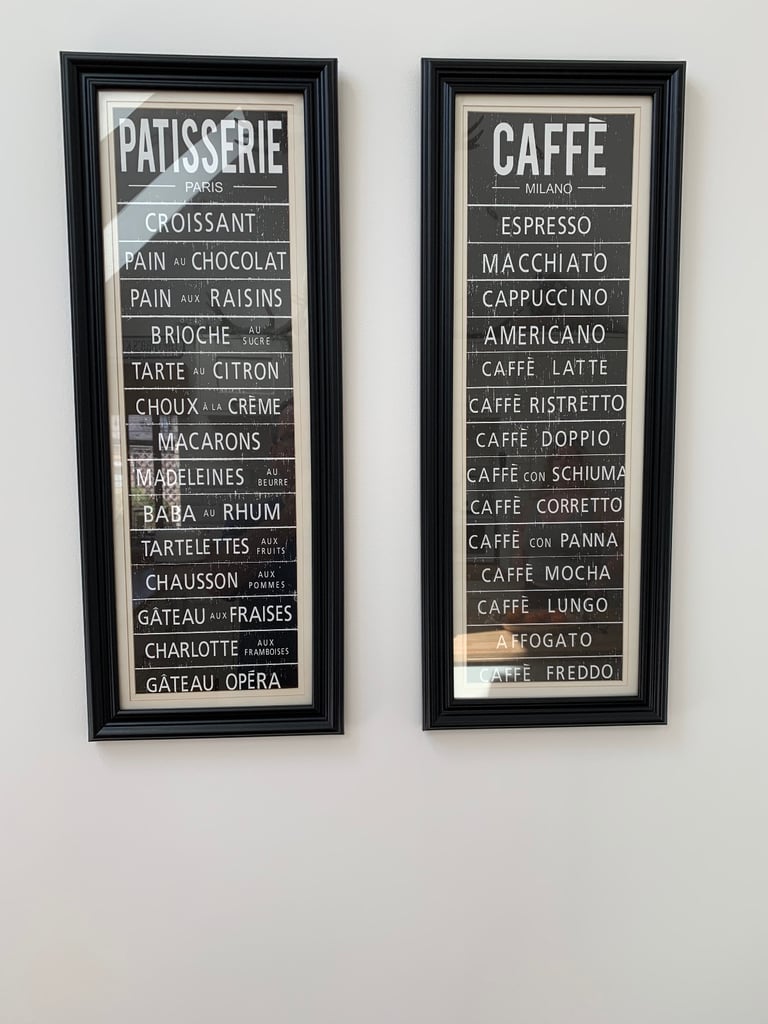 PATISSERIE
PARIS
CROISSANT
PAIN AU CHOCOLAT
PAIN AUX RAISINS
BRIOCHE AU SUCRE
TARTE AU CITRON
CHOUX À LA CRÈME
MACARONS
MADELEINES AU BEURRE
BABA AU RHUM
TARTELETTES AUX FRUITS
CHAUSSON AUX POMMES
GÂTEAU AUX FRAISES
CHARLOTTE AUX FRAMBOISES
GÂTEAU OPÉRA
CAFFÈ
MILANO
ESPRESSO
MACCHIATO
CAPPUCCINO
AMERICANO
CAFFÈ LATTE
CAFFÈ RISTRETTO
CAFFÈ DOPPIO
CAFFÈ CON SCHIUMA
CAFFÈ CORRETTO
CAFFÈ CON PANNA
CAFFÈ MOCHA
CAFFÈ LUNGO
AFFOGATO
CAFFÈ FREDDO